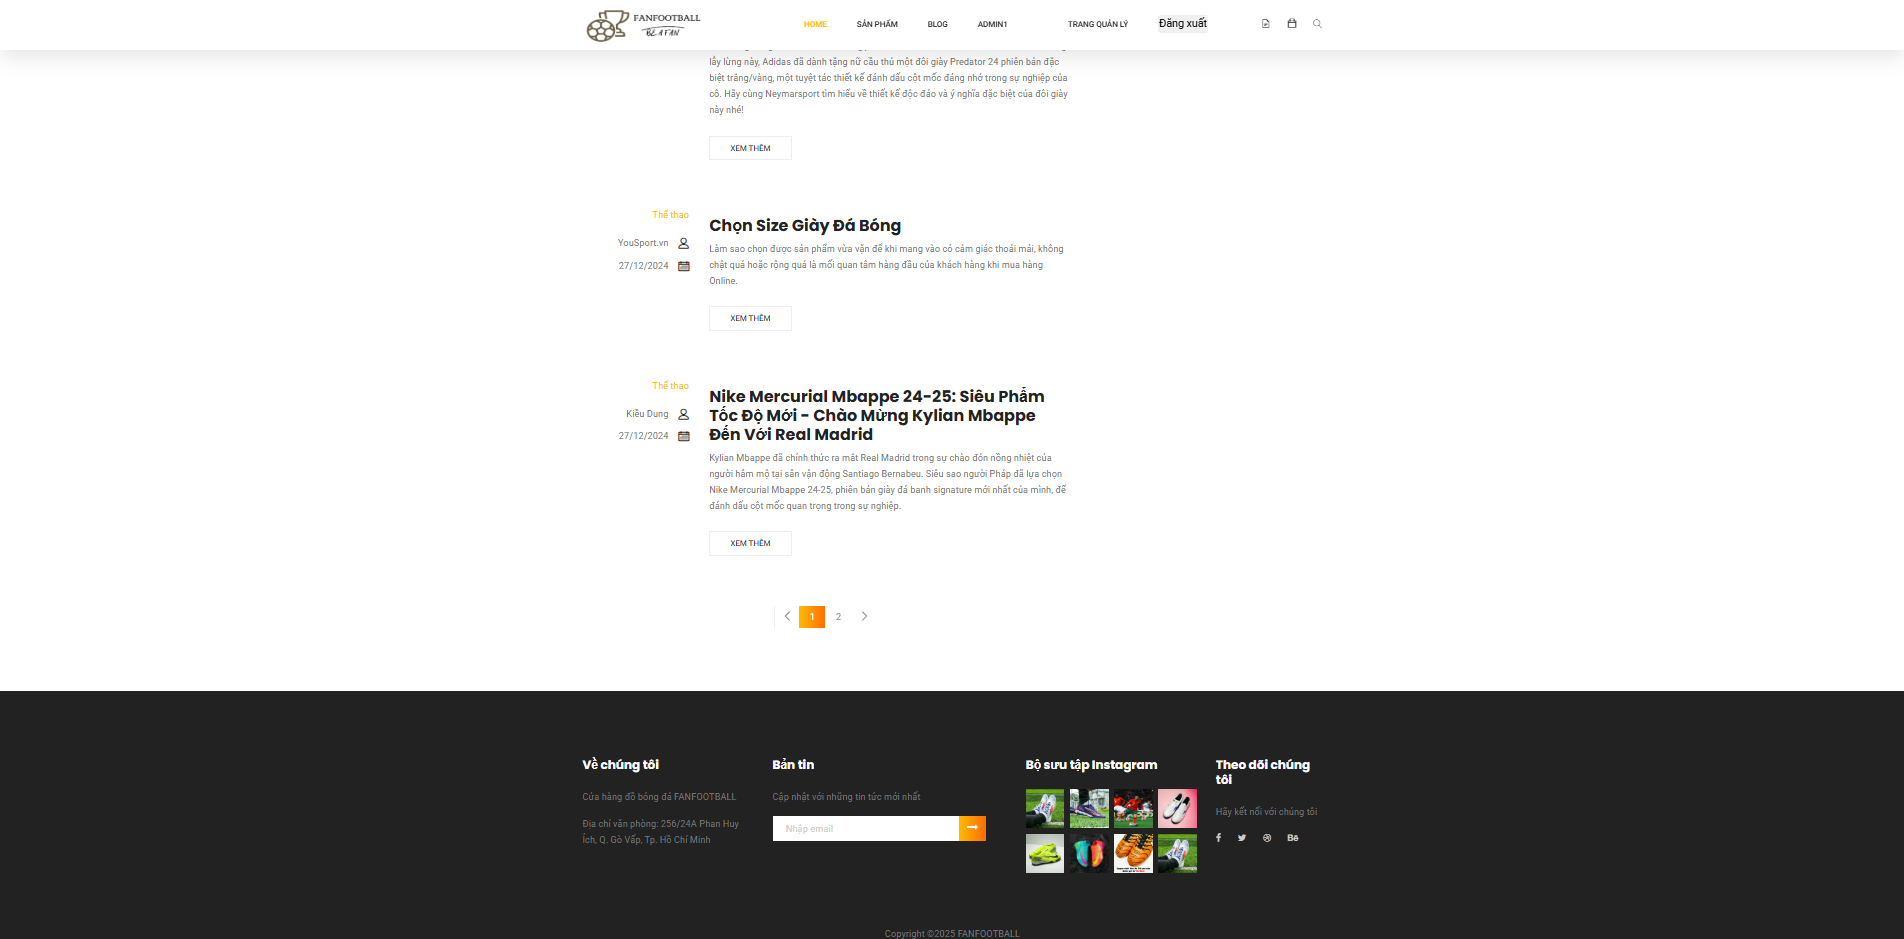 FANFOOTBALL
BE A FAN
HOME
SẢN PHẨM
BLOG
ADMIN1
TRANG QUẢN LÝ
Đăng xuất
lẫy lừng này, Adidas đã dành tặng nữ cầu thủ một đôi giày Predator 24 phiên bản đặc
biệt trắng/vàng, một tuyệt tác thiết kế đánh dấu cột mốc đáng nhớ trong sự nghiệp của
cô. Hãy cùng Neymarsport tìm hiểu về thiết kế độc đáo và ý nghĩa đặc biệt của đôi giày
này nhé!
XEM THÊM
Thể thao
YouSport.vn
27/12/2024
Chọn Size Giày Đá Bóng
Làm sao chọn được sản phẩm vừa vặn để khi mang vào có cảm giác thoải mái, không
chật quá hoặc rộng quá là mối quan tâm hàng đầu của khách hàng khi mua hàng
Online.
XEM THÊM
Thể thao
Kiều Dung
27/12/2024
Nike Mercurial Mbappe 24-25: Siêu Phẩm
Tốc Độ Mới - Chào Mừng Kylian Mbappe
Đến Với Real Madrid
Kylian Mbappe đã chính thức ra mắt Real Madrid trong sự chào đón nồng nhiệt của
người hâm mộ tại sân vận động Santiago Bernabeu. Siêu sao người Pháp đã lựa chọn
Nike Mercurial Mbappe 24-25, phiên bản giày đá banh signature mới nhất của mình, để
đánh dấu cột mốc quan trọng trong sự nghiệp.
XEM THÊM
1
2
Về chúng tôi
Cửa hàng đồ bóng đá FANFOOTBALL
Địa chỉ văn phòng: 256/24A Phan Huy
Ích, Q. Gò Vấp, Tp. Hồ Chí Minh
Bản tin
Cập nhật với những tin tức mới nhất
Nhập email
Bộ sưu tập Instagram
Theo dõi chúng
tôi
Hãy kết nối với chúng tôi
Copyright ©2025 FANFOOTBALL